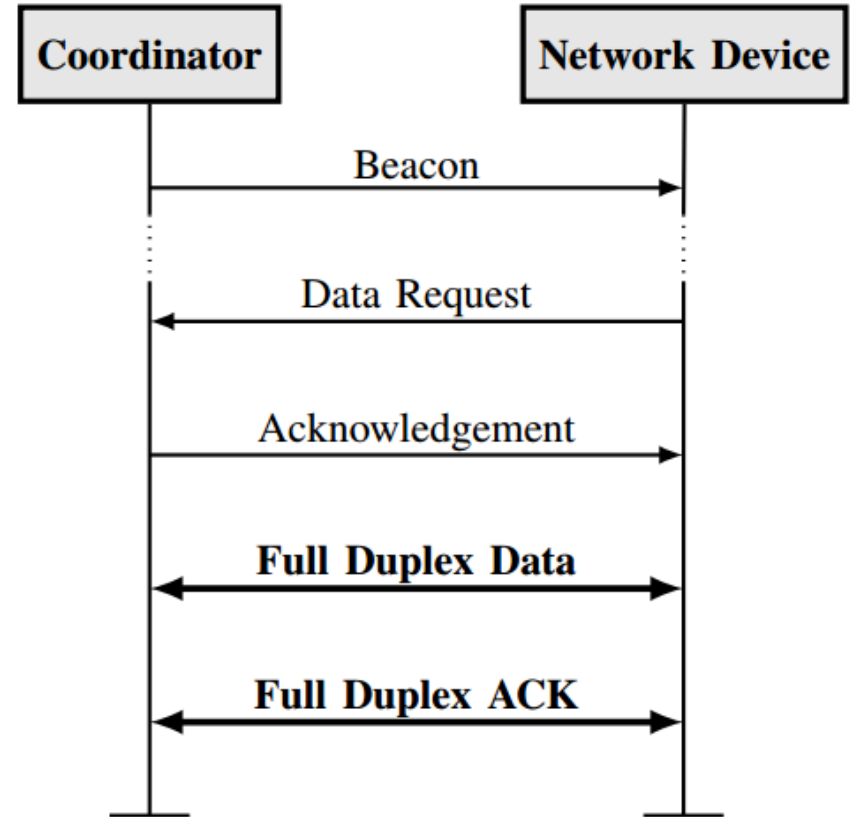 Coordinator
Network Device
Beacon
Data Request
Acknowledgement
Full Duplex Data
Full Duplex ACK